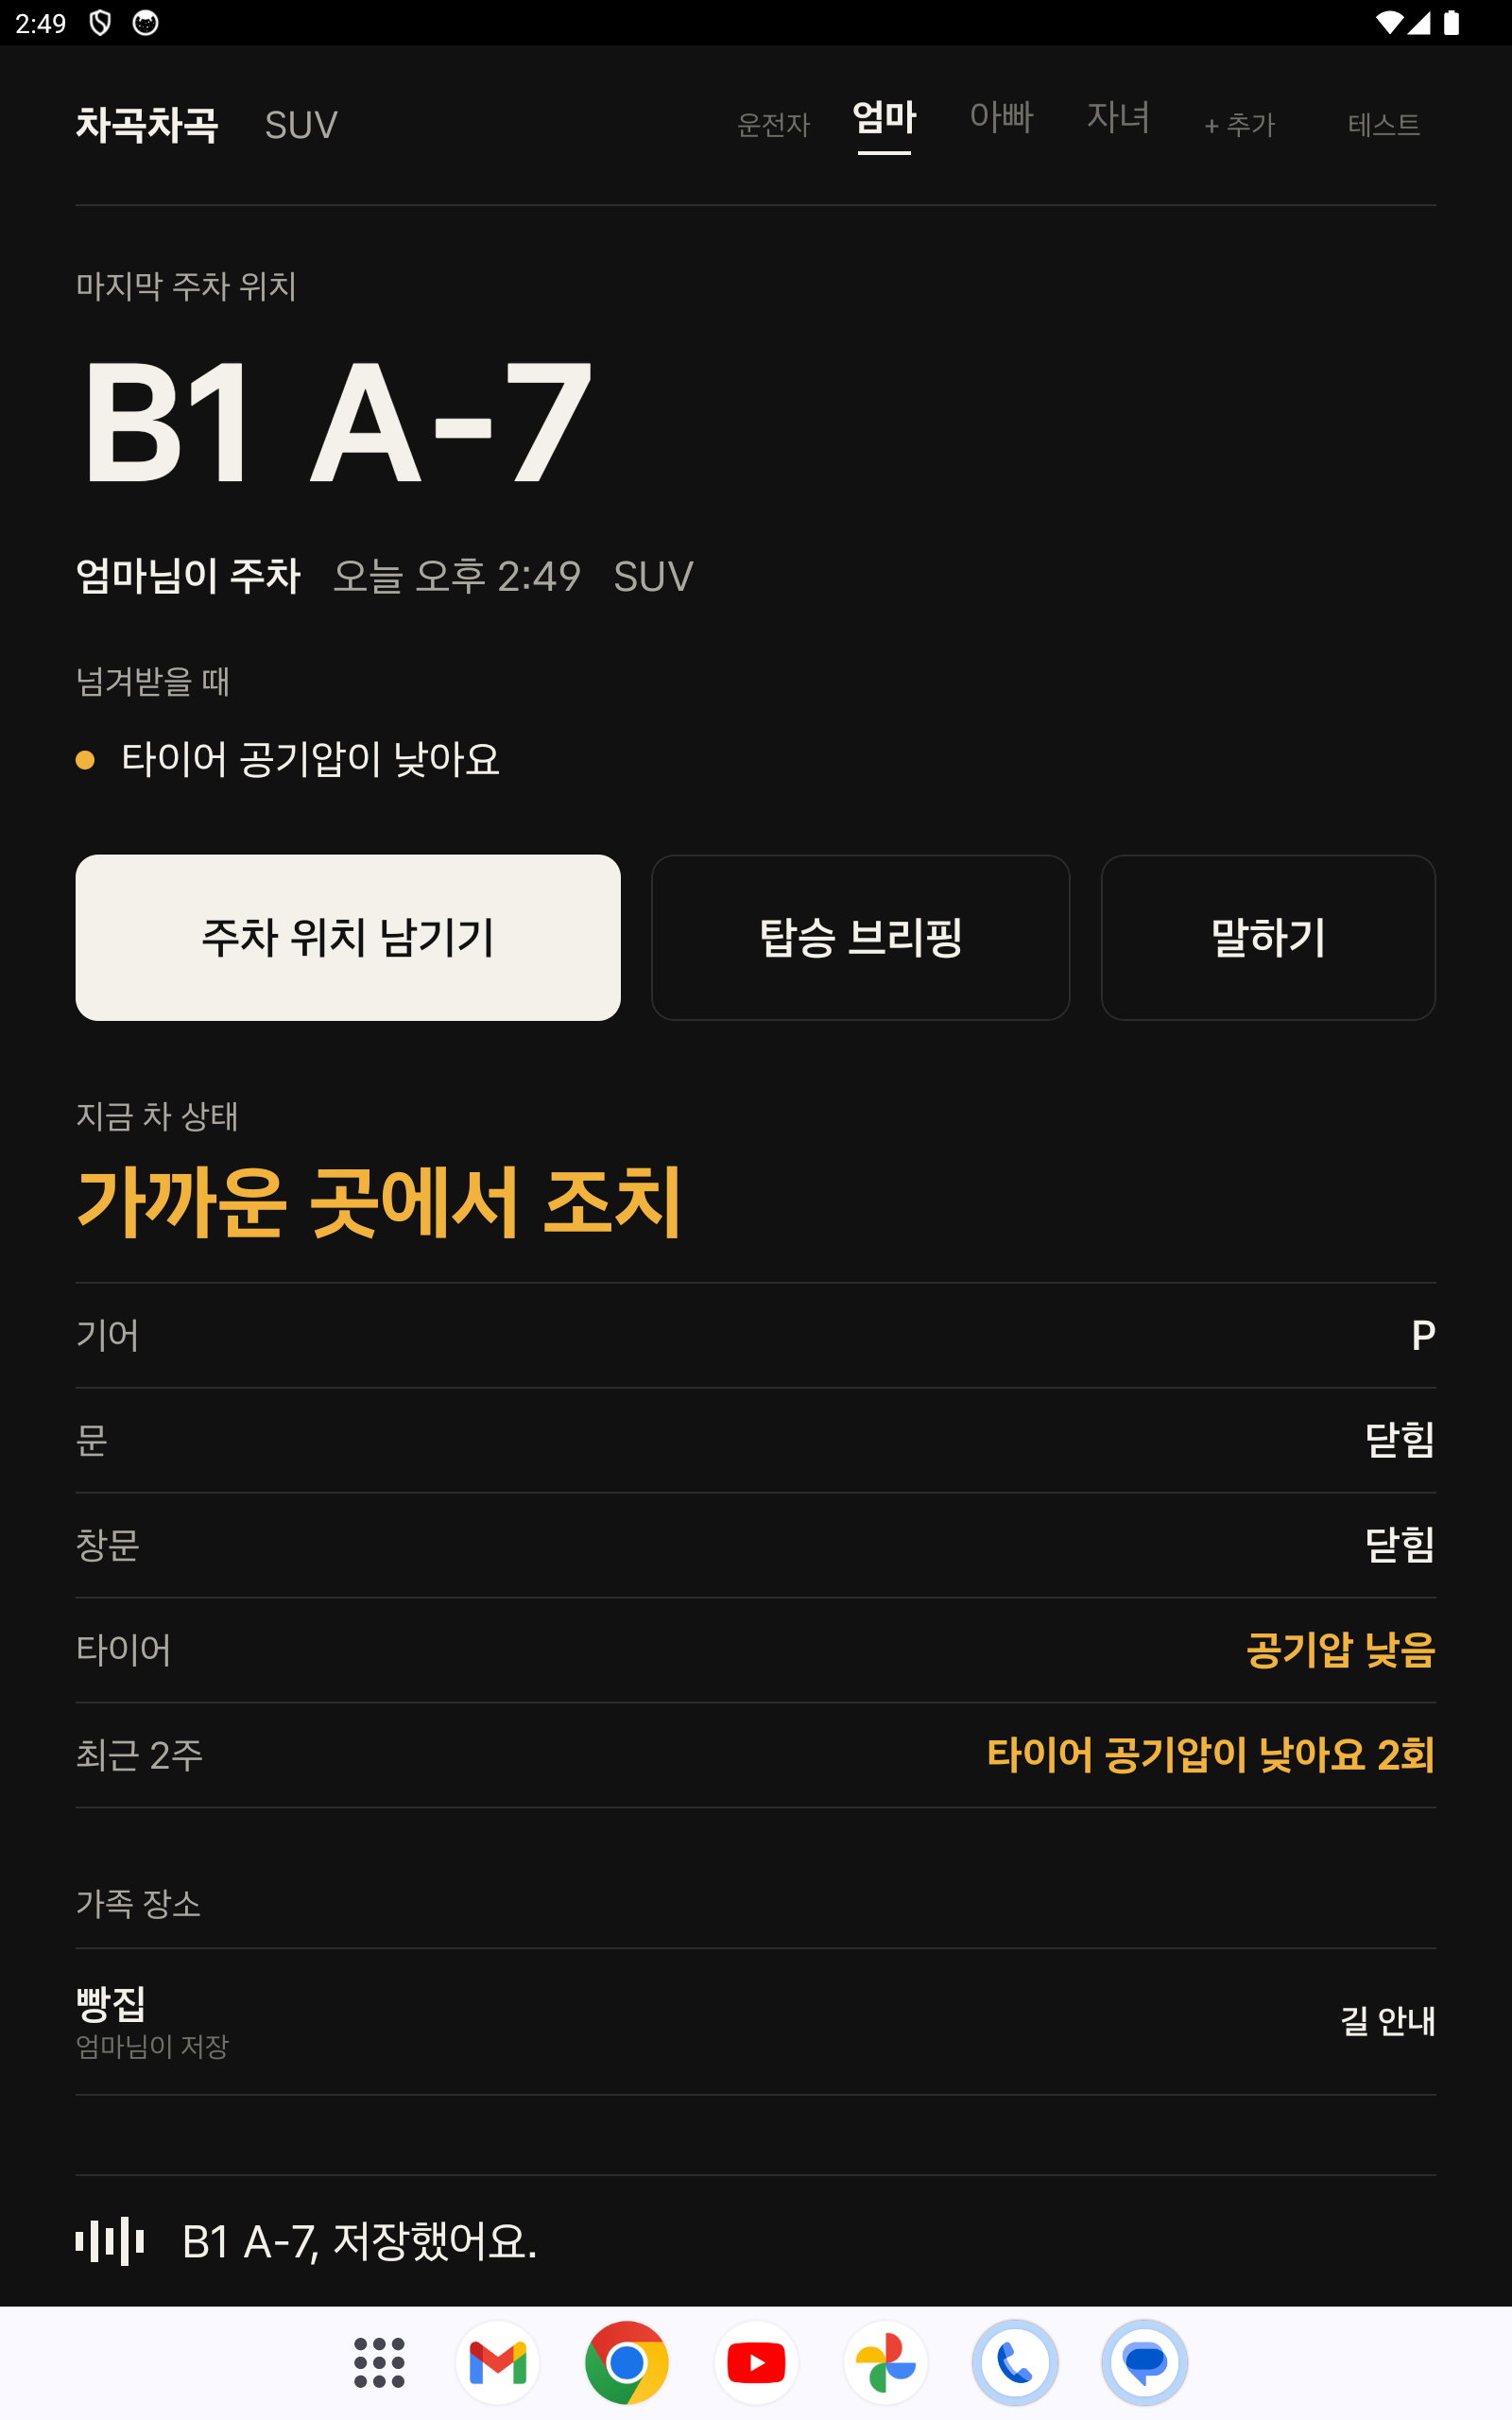 2:49
차곡차곡 SUV 운전자 엄마 아빠 자녀 + 추가 테스트
마지막 주차 위치
B1 A-7
엄마님이 주차 오늘 오후 2:49 SUV
넘겨받을 때
타이어 공기압이 낮아요
주차 위치 남기기 탑승 브리핑 말하기
지금 차 상태
가까운 곳에서 조치
기어 P
문 닫힘
창문 닫힘
타이어 공기압 낮음
최근 2주 타이어 공기압이 낮아요 2회
가족 장소
빵집
엄마님이 저장
길 안내
B1 A-7, 저장했어요.